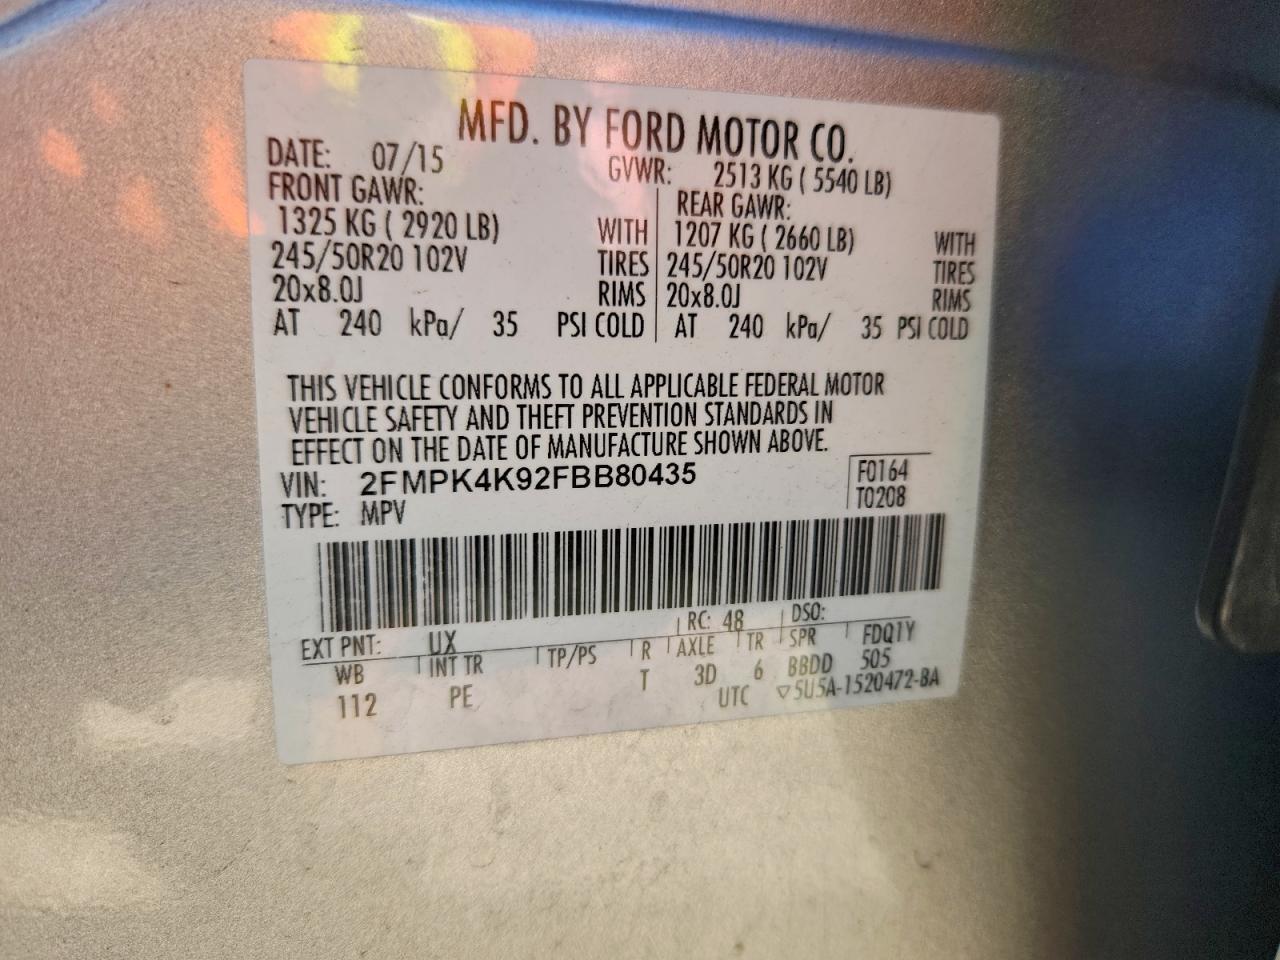 MFD. BY FORD MOTOR CO.
DATE: 07/15 GVWR: 2513 KG ( 5540 LB)
FRONT GAWR: REAR GAWR:
1325 KG ( 2920 LB) WITH 1207 KG ( 2660 LB) WITH
245/50R20 102V TIRES 245/50R20 102V TIRES
20x8.0J RIMS 20x8.0J RIMS
AT 240 kPa/ 35 PSI COLD AT 240 kPa/ 35 PSI COLD
THIS VEHICLE CONFORMS TO ALL APPLICABLE FEDERAL MOTOR
VEHICLE SAFETY AND THEFT PREVENTION STANDARDS IN
EFFECT ON THE DATE OF MANUFACTURE SHOWN ABOVE.
VIN: 2FMPK4K92FBB80435 F0164
TYPE: MPV T0208
EXT PNT: UX RC: 48 DSO:
WB INT TR TP/PS R AXLE TR SPR FDQ1Y
112 PE T 3D 6 BBDD 505
UTC ▽5U5A-1520472-BA